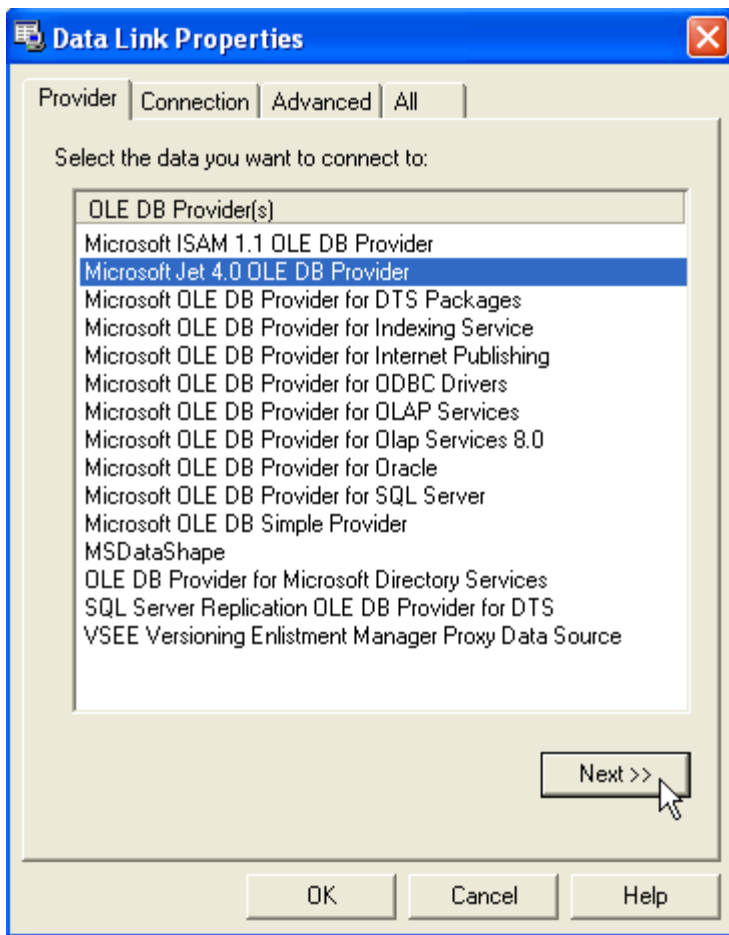 Data Link Properties
Provider Connection Advanced All
Select the data you want to connect to:
OLE DB Provider(s)
Microsoft ISAM 1.1 OLE DB Provider
Microsoft Jet 4.0 OLE DB Provider
Microsoft OLE DB Provider for DTS Packages
Microsoft OLE DB Provider for Indexing Service
Microsoft OLE DB Provider for Internet Publishing
Microsoft OLE DB Provider for ODBC Drivers
Microsoft OLE DB Provider for OLAP Services
Microsoft OLE DB Provider for Olap Services 8.0
Microsoft OLE DB Provider for Oracle
Microsoft OLE DB Provider for SQL Server
Microsoft OLE DB Simple Provider
MSDataShape
OLE DB Provider for Microsoft Directory Services
SQL Server Replication OLE DB Provider for DTS
VSEE Versioning Enlistment Manager Proxy Data Source
Next >>
OK Cancel Help